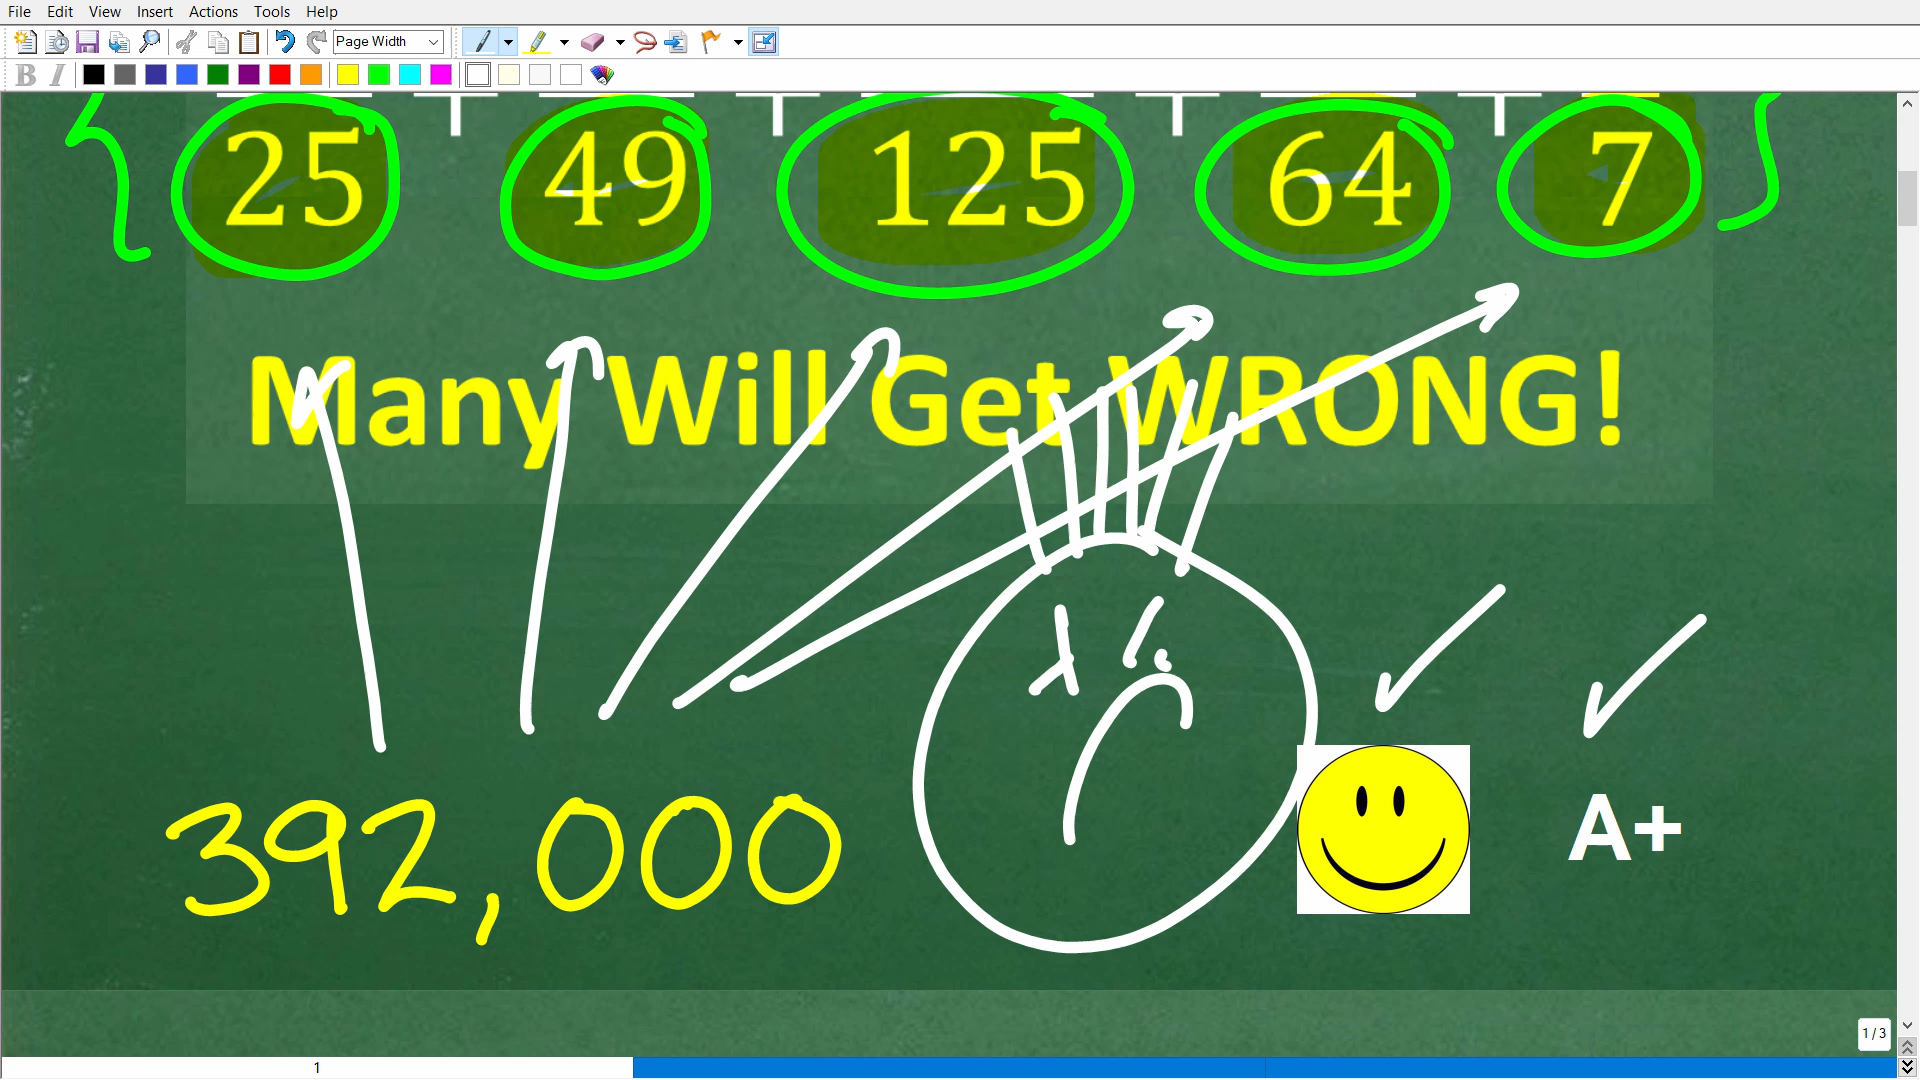 File Edit View Insert Actions Tools Help
Page Width
B I
25 + 49 + 125 + 64 + 7
Many Will Get WRONG!
392,000
A+
1 / 3
1